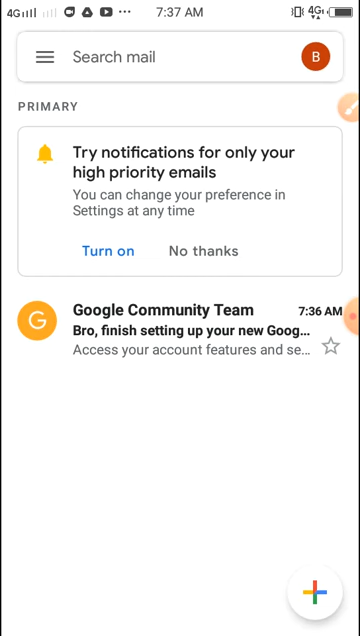 4G 7:37 AM 4G
Search mail B
PRIMARY
Try notifications for only your
high priority emails
You can change your preference in
Settings at any time
Turn on No thanks
G Google Community Team 7:36 AM
Bro, finish setting up your new Goog...
Access your account features and se...